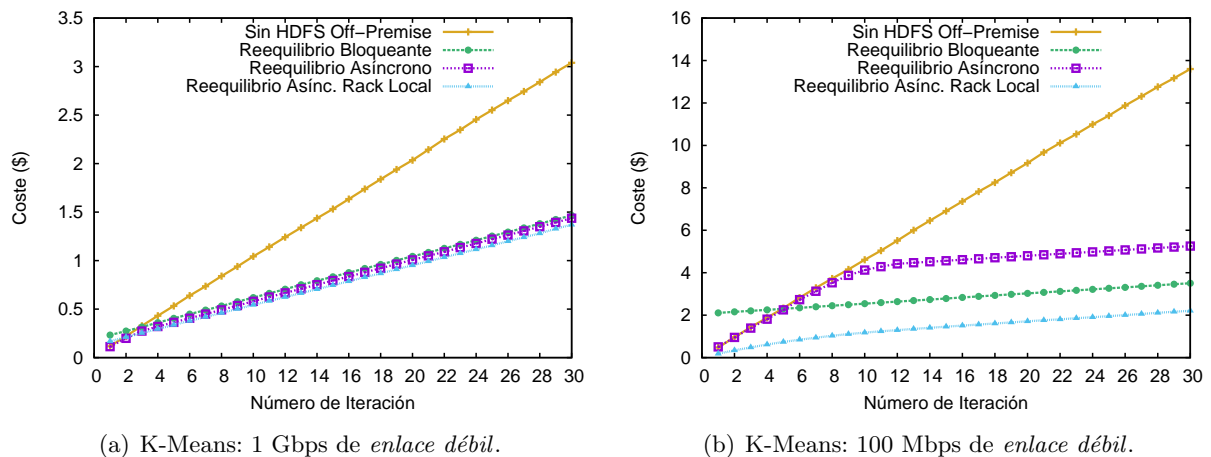 3.5
3
2.5
2
1.5
1
0.5
0
Coste ($)
0 2 4 6 8 10 12 14 16 18 20 22 24 26 28 30
Número de Iteración
Sin HDFS Off-Premise
Reequilibrio Bloqueante
Reequilibrio Asíncrono
Reequilibrio Asínc. Rack Local
(a) K-Means: 1 Gbps de enlace débil.
16
14
12
10
8
6
4
2
0
Coste ($)
0 2 4 6 8 10 12 14 16 18 20 22 24 26 28 30
Número de Iteración
Sin HDFS Off-Premise
Reequilibrio Bloqueante
Reequilibrio Asíncrono
Reequilibrio Asínc. Rack Local
(b) K-Means: 100 Mbps de enlace débil.